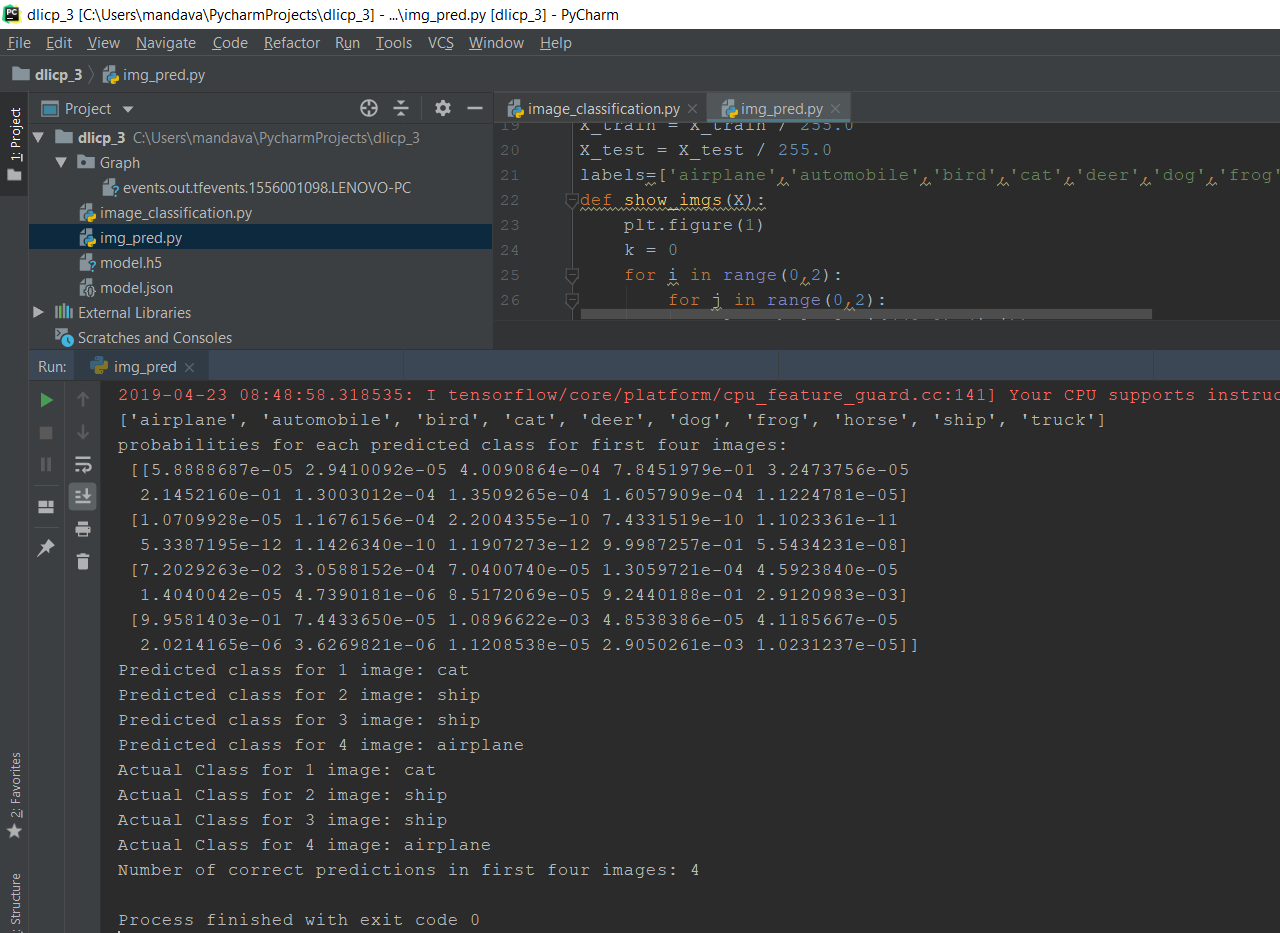 dlicp_3 [C:\Users\mandava\PycharmProjects\dlicp_3] - ...\img_pred.py [dlicp_3] - PyCharm
File Edit View Navigate Code Refactor Run Tools VCS Window Help
dlicp_3 img_pred.py
1: Project
Project
dlicp_3 C:\Users\mandava\PycharmProjects\dlicp_3
Graph
events.out.tfevents.1556001098.LENOVO-PC
image_classification.py
img_pred.py
model.h5
model.json
External Libraries
Scratches and Consoles
image_classification.py img_pred.py
19 X_train = X_train / 255.0
20 X_test = X_test / 255.0
21 labels=['airplane','automobile','bird','cat','deer','dog','frog'
22 def show_imgs(X):
23 plt.figure(1)
24 k = 0
25 for i in range(0,2):
26 for j in range(0,2):
Run: img_pred
2019-04-23 08:48:58.318535: I tensorflow/core/platform/cpu_feature_guard.cc:141] Your CPU supports instruc
['airplane', 'automobile', 'bird', 'cat', 'deer', 'dog', 'frog', 'horse', 'ship', 'truck']
probabilities for each predicted class for first four images:
[[5.8888687e-05 2.9410092e-05 4.0090864e-04 7.8451979e-01 3.2473756e-05
2.1452160e-01 1.3003012e-04 1.3509265e-04 1.6057909e-04 1.1224781e-05]
[1.0709928e-05 1.1676156e-04 2.2004355e-10 7.4331519e-10 1.1023361e-11
5.3387195e-12 1.1426340e-10 1.1907273e-12 9.9987257e-01 5.5434231e-08]
[7.2029263e-02 3.0588152e-04 7.0400740e-05 1.3059721e-04 4.5923840e-05
1.4040042e-05 4.7390181e-06 8.5172069e-05 9.2440188e-01 2.9120983e-03]
[9.9581403e-01 7.4433650e-05 1.0896622e-03 4.8538386e-05 4.1185667e-05
2.0214165e-06 3.6269821e-06 1.1208538e-05 2.9050261e-03 1.0231237e-05]]
Predicted class for 1 image: cat
Predicted class for 2 image: ship
Predicted class for 3 image: ship
Predicted class for 4 image: airplane
Actual Class for 1 image: cat
Actual Class for 2 image: ship
Actual Class for 3 image: ship
Actual Class for 4 image: airplane
Number of correct predictions in first four images: 4
Process finished with exit code 0
2: Favorites
: Structure